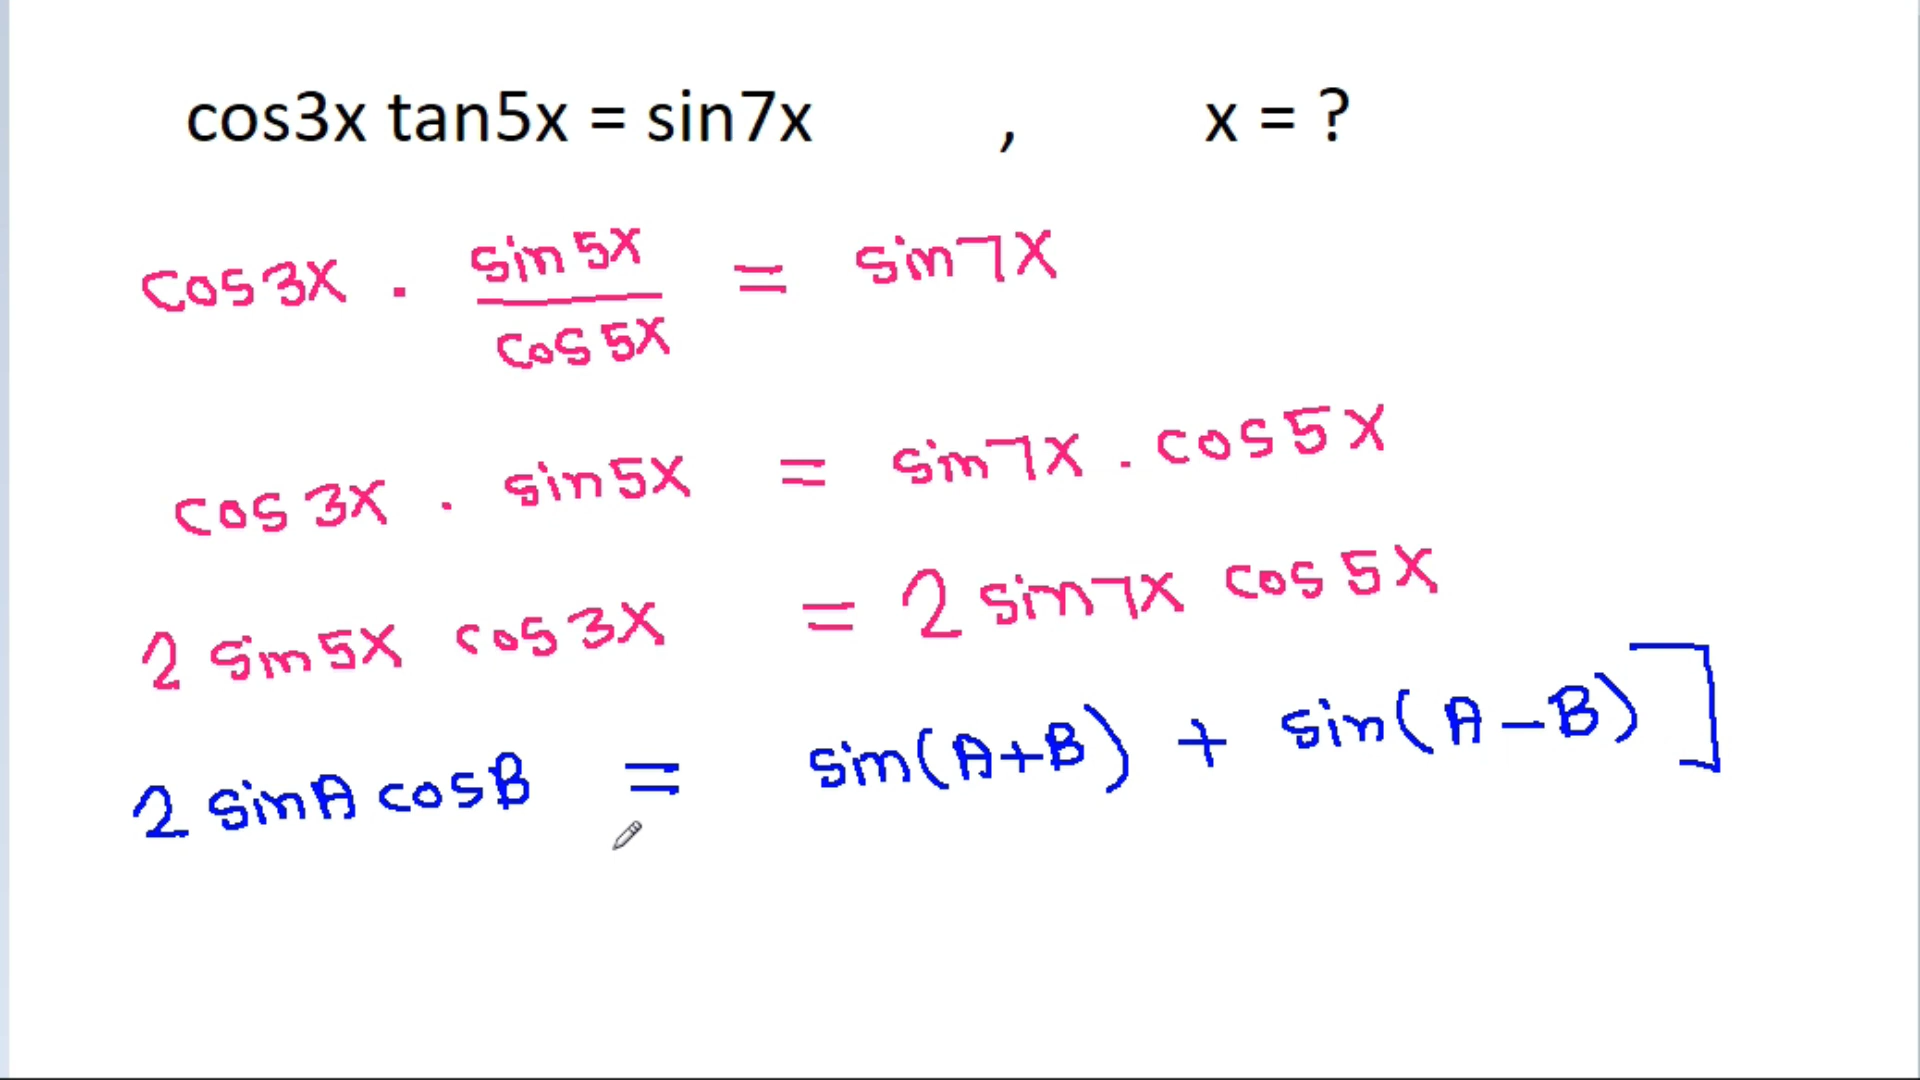 cos3x tan5x = sin7x , x = ?
cos3x . sin5x / cos5x = sin7x
cos3x . sin5x = sin7x . cos5x
2 sin5x cos3x = 2 sin7x cos5x
2 sinA cosB = sin(A+B) + sin(A-B) ]